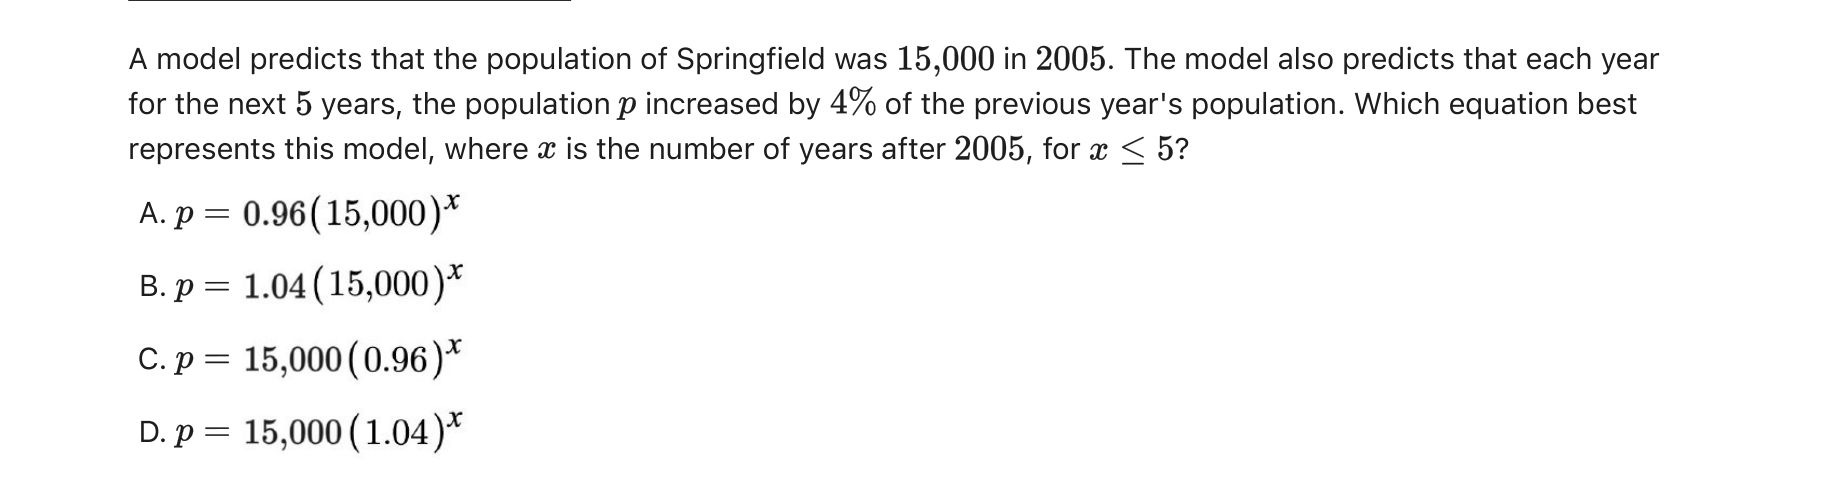 A model predicts that the population of Springfield was 15,000 in 2005. The model also predicts that each year
for the next 5 years, the population p increased by 4% of the previous year's population. Which equation best
represents this model, where x is the number of years after 2005, for x ≤ 5?
A. p = 0.96(15,000)^x
B. p = 1.04(15,000)^x
C. p = 15,000(0.96)^x
D. p = 15,000(1.04)^x